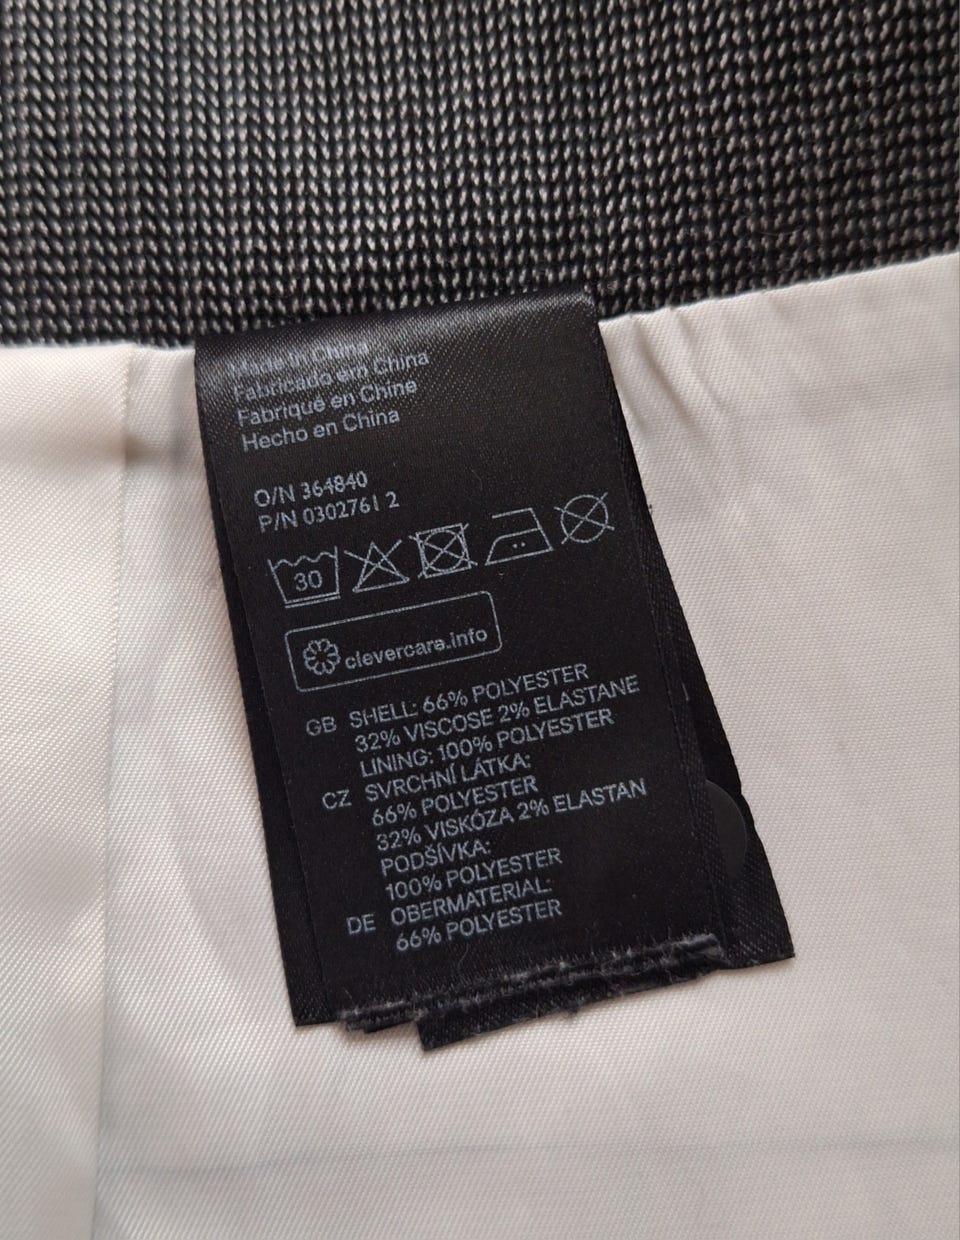 Made in China
Fabricado em China
Fabriqué en Chine
Hecho en China
O/N 364840
P/N 0302761 2
30
clevercare.info
GB SHELL: 66% POLYESTER
32% VISCOSE 2% ELASTANE
LINING: 100% POLYESTER
CZ SVRCHNÍ LÁTKA:
66% POLYESTER
32% VISKÓZA 2% ELASTAN
PODŠÍVKA:
100% POLYESTER
DE OBERMATERIAL:
66% POLYESTER